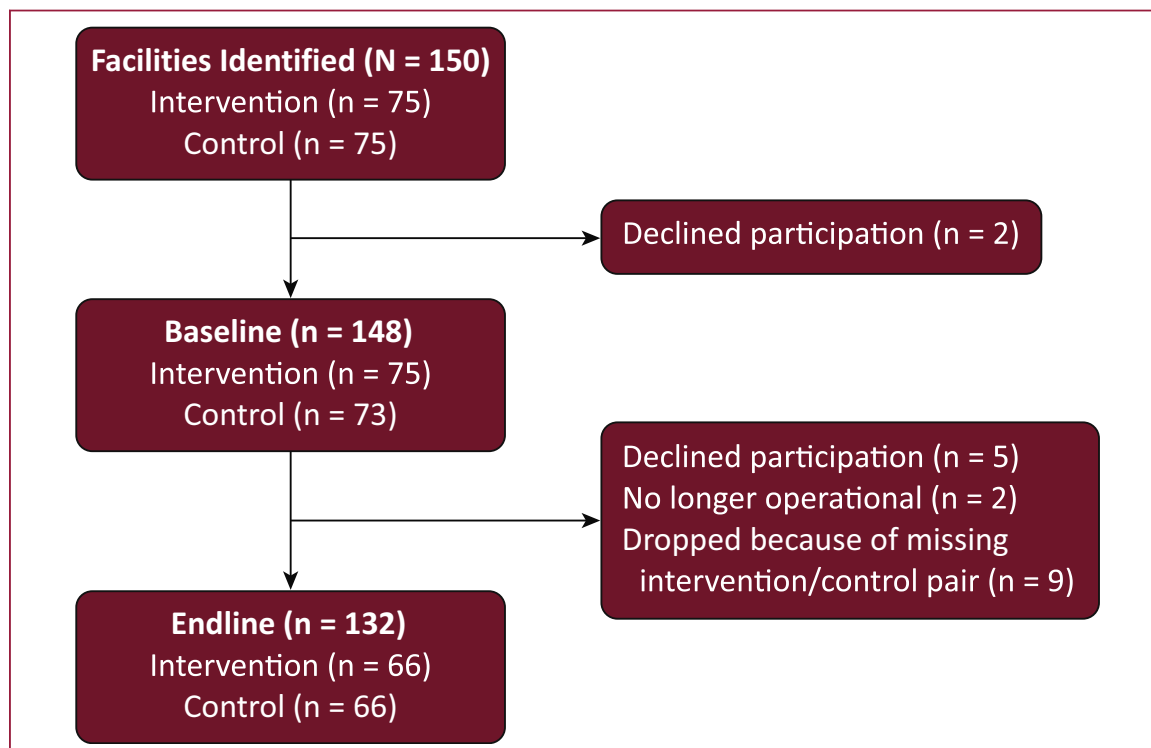 Facilities Identified (N = 150)
Intervention (n = 75)
Control (n = 75)
Declined participation (n = 2)
Baseline (n = 148)
Intervention (n = 75)
Control (n = 73)
Declined participation (n = 5)
No longer operational (n = 2)
Dropped because of missing
intervention/control pair (n = 9)
Endline (n = 132)
Intervention (n = 66)
Control (n = 66)